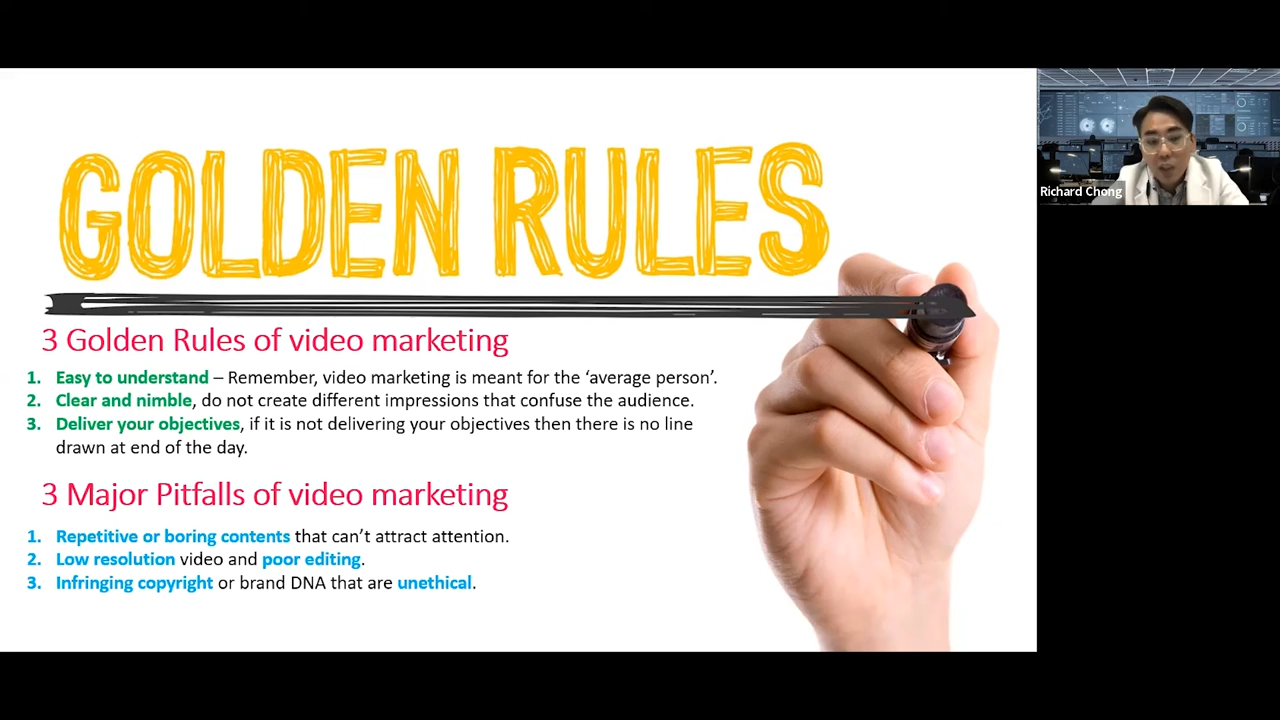 GOLDEN RULES
3 Golden Rules of video marketing
1. Easy to understand – Remember, video marketing is meant for the ‘average person’.
2. Clear and nimble, do not create different impressions that confuse the audience.
3. Deliver your objectives, if it is not delivering your objectives then there is no line
drawn at end of the day.
3 Major Pitfalls of video marketing
1. Repetitive or boring contents that can’t attract attention.
2. Low resolution video and poor editing.
3. Infringing copyright or brand DNA that are unethical.
Richard Chong